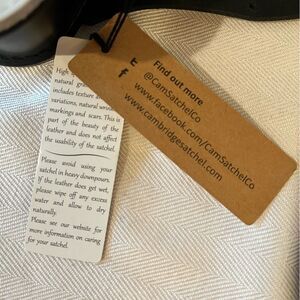 High
natural
includes texture
variations, natural
markings and scars. This is
part of the beauty of the
leather and does not affect
the usability of the satchel.
Please avoid using your
satchel in heavy downpours.
If the leather does get wet,
please wipe off any excess
water and allow to dry
naturally.
Please see our website for
more information on caring
for your satchel.
Find out more
@CamSatchelCo
f www.facebook.com/CamSatchelCo
www.cambridgesatchel.com